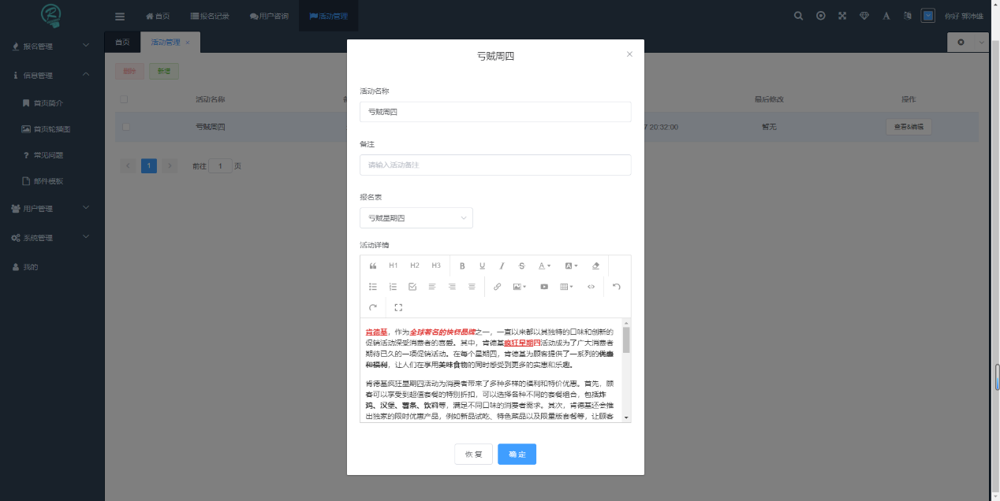 首页
报名记录
用户咨询
活动管理
你好 郭沛雄
报名管理
信息管理
首页简介
首页轮播图
常见问题
邮件模板
用户管理
系统管理
我的
首页
活动管理
删除
新增
活动名称
最后修改
操作
亏贼周四
7 20:32:00
暂无
查看&编辑
1
前往
1
页
亏贼周四
活动名称
亏贼周四
备注
请输入活动备注
报名表
亏贼星期四
活动详情
H1 H2 H3 B U I S A A
肯德基，作为全球著名的快餐品牌之一，一直以来都以其独特的口味和创新的
促销活动深受消费者的喜爱。其中，肯德基疯狂星期四活动成为了广大消费者
期待已久的一项促销活动。在每个星期四，肯德基为顾客提供了一系列的优惠
和福利，让人们在享用美味食物的同时感受到更多的实惠和乐趣。
肯德基疯狂星期四活动为消费者带来了多种多样的福利和特价优惠。首先，顾
客可以享受到超值套餐的特别折扣，可以选择各种不同的套餐组合，包括炸
鸡、汉堡、薯条、饮料等，满足不同口味的消费者需求。其次，肯德基还会推
出独家的限时优惠产品，例如新品试吃、特色菜品以及限量版套餐等，让顾客
恢 复
确 定